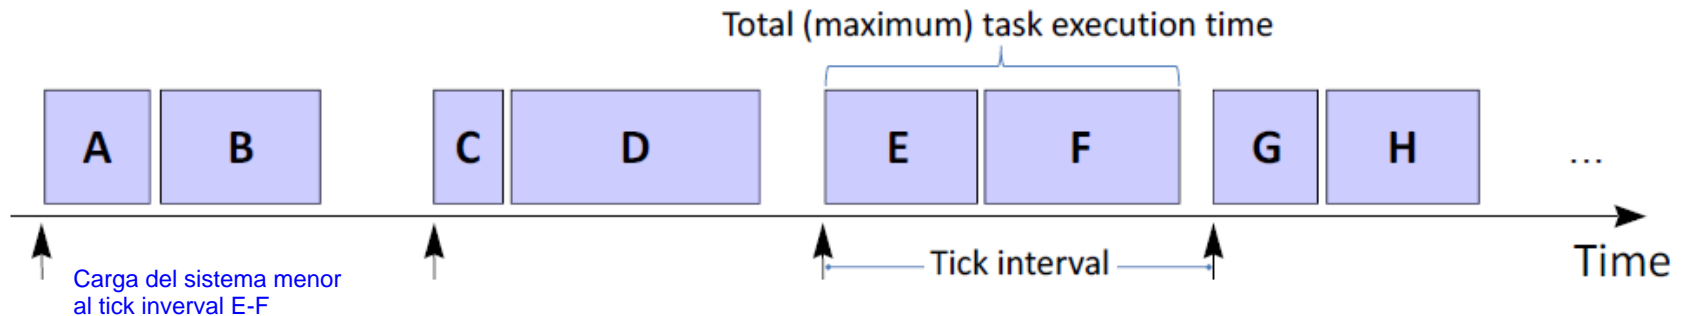 Total (maximum) task execution time
A B C D E F G H ...
Tick interval
Time
Carga del sistema menor
al tick inverval E-F